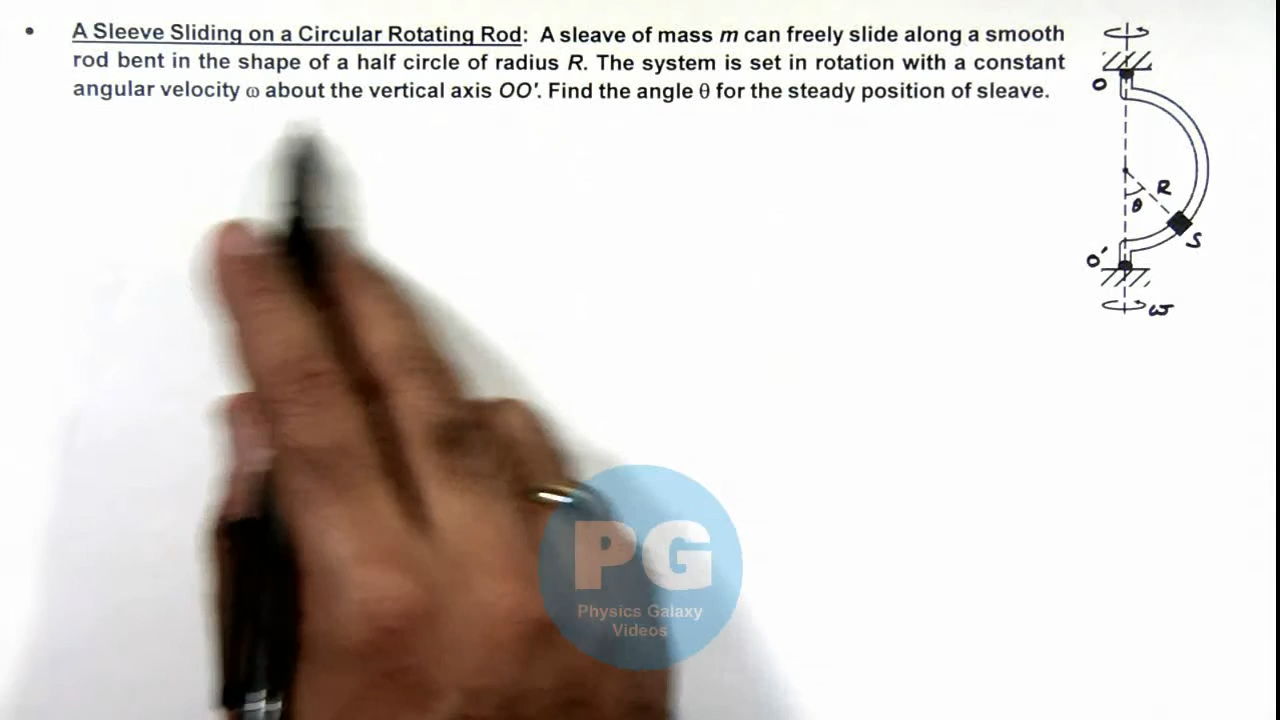 • A Sleeve Sliding on a Circular Rotating Rod: A sleave of mass m can freely slide along a smooth
rod bent in the shape of a half circle of radius R. The system is set in rotation with a constant
angular velocity ω about the vertical axis OO'. Find the angle θ for the steady position of sleave.
O
R
θ
S
O'
ω
PG
Physics Galaxy
Videos